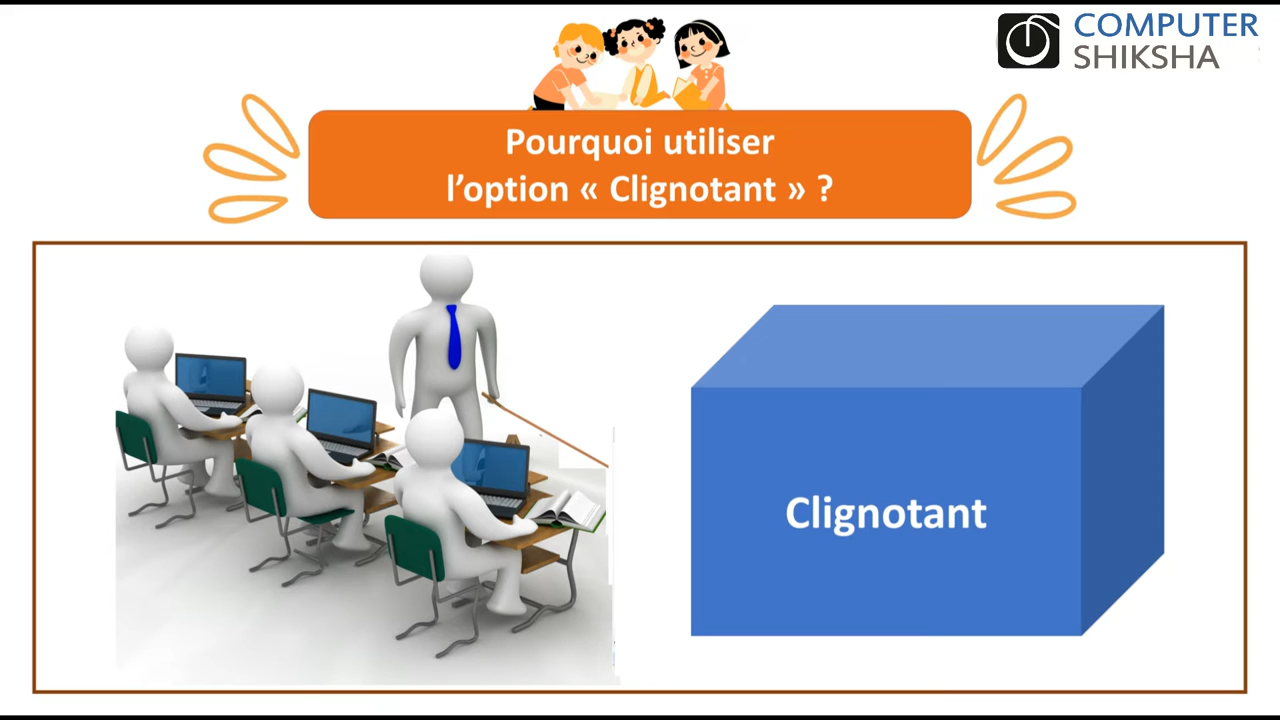 COMPUTER
SHIKSHA
Pourquoi utiliser
l’option « Clignotant » ?
Clignotant